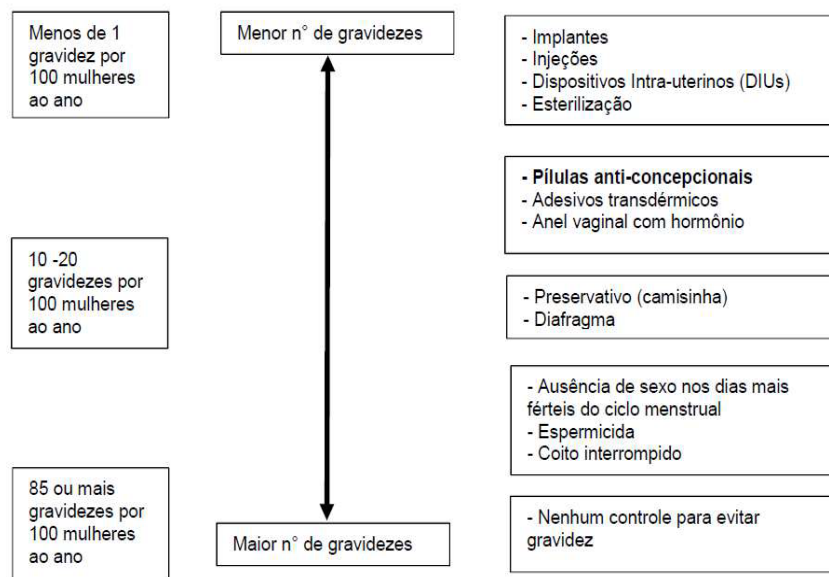 Menos de 1
gravidez por
100 mulheres
ao ano
Menor n° de gravidezes
- Implantes
- Injeções
- Dispositivos Intra-uterinos (DIUs)
- Esterilização
- Pílulas anti-concepcionais
- Adesivos transdérmicos
- Anel vaginal com hormônio
10 -20
gravidezes por
100 mulheres
ao ano
- Preservativo (camisinha)
- Diafragma
- Ausência de sexo nos dias mais
férteis do ciclo menstrual
- Espermicida
- Coito interrompido
85 ou mais
gravidezes por
100 mulheres
ao ano
Maior n° de gravidezes
- Nenhum controle para evitar
gravidez